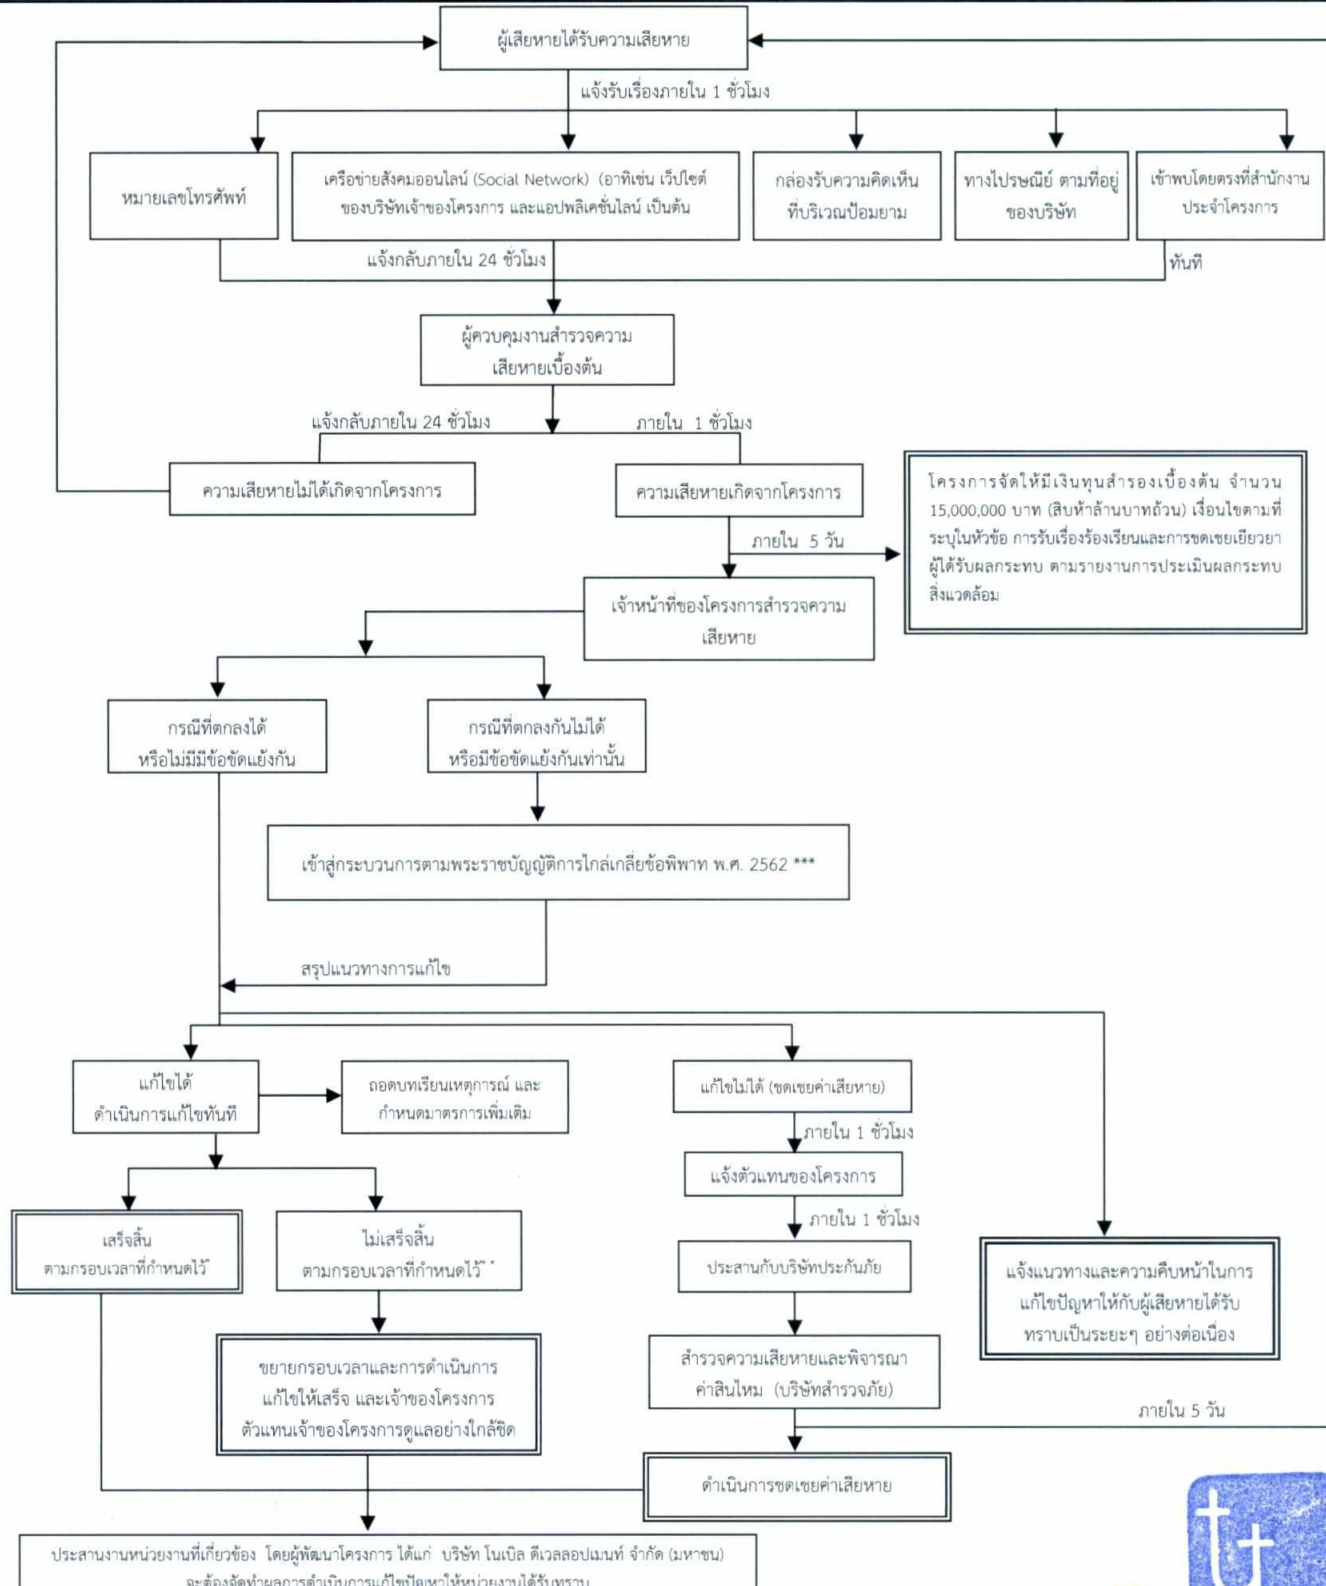 ผู้เสียหายได้รับความเสียหาย
แจ้งรับเรื่องภายใน 1 ชั่วโมง
หมายเลขโทรศัพท์
เครือข่ายสังคมออนไลน์ (Social Network) (อาทิเช่น เว็ปไซต์
ของบริษัทเจ้าของโครงการ และแอปพลิเคชั่นไลน์ เป็นต้น
กล่องรับความคิดเห็น
ที่บริเวณป้อมยาม
ทางไปรษณีย์ ตามที่อยู่
ของบริษัท
เข้าพบโดยตรงที่สำนักงาน
ประจำโครงการ
แจ้งกลับภายใน 24 ชั่วโมง
ทันที
ผู้ควบคุมงานสำรวจความ
เสียหายเบื้องต้น
แจ้งกลับภายใน 24 ชั่วโมง
ภายใน 1 ชั่วโมง
ความเสียหายไม่ได้เกิดจากโครงการ
ความเสียหายเกิดจากโครงการ
โครงการจัดให้มีเงินทุนสำรองเบื้องต้น จำนวน
15,000,000 บาท (สิบห้าล้านบาทถ้วน) เงื่อนไขตามที่
ระบุในหัวข้อ การรับเรื่องร้องเรียนและการชดเชยเยียวยา
ผู้ได้รับผลกระทบ ตามรายงานการประเมินผลกระทบ
สิ่งแวดล้อม
ภายใน 5 วัน
เจ้าหน้าที่ของโครงการสำรวจความ
เสียหาย
กรณีที่ตกลงได้
หรือไม่มีมีข้อขัดแย้งกัน
กรณีที่ตกลงกันไม่ได้
หรือมีข้อขัดแย้งกันเท่านั้น
เข้าสู่กระบวนการตามพระราชบัญญัติการไกล่เกลี่ยข้อพิพาท พ.ศ. 2562 ***
สรุปแนวทางการแก้ไข
แก้ไขได้
ดำเนินการแก้ไขทันที
ถอดบทเรียนเหตุการณ์ และ
กำหนดมาตรการเพิ่มเติม
แก้ไขไม่ได้ (ชดเชยค่าเสียหาย)
ภายใน 1 ชั่วโมง
แจ้งตัวแทนของโครงการ
ภายใน 1 ชั่วโมง
เสร็จสิ้น
ตามกรอบเวลาที่กำหนดไว้*
ไม่เสร็จสิ้น
ตามกรอบเวลาที่กำหนดไว้**
ประสานกับบริษัทประกันภัย
แจ้งแนวทางและความคืบหน้าในการ
แก้ไขปัญหาให้กับผู้เสียหายได้รับ
ทราบเป็นระยะๆ อย่างต่อเนื่อง
ขยายกรอบเวลาและการดำเนินการ
แก้ไขให้เสร็จ และเจ้าของโครงการ
ตัวแทนเจ้าของโครงการดูแลอย่างใกล้ชิด
สำรวจความเสียหายและพิจารณา
ค่าสินไหม (บริษัทสำรวจภัย)
ภายใน 5 วัน
ดำเนินการชดเชยค่าเสียหาย
ประสานงานหน่วยงานที่เกี่ยวข้อง โดยผู้พัฒนาโครงการ ได้แก่ บริษัท โนเบิล ดีเวลลอปเมนท์ จำกัด (มหาชน)
จะต้องจัดทำผลการดำเนินการแก้ไขปัญหาให้หน่วยงานได้รับทราบ